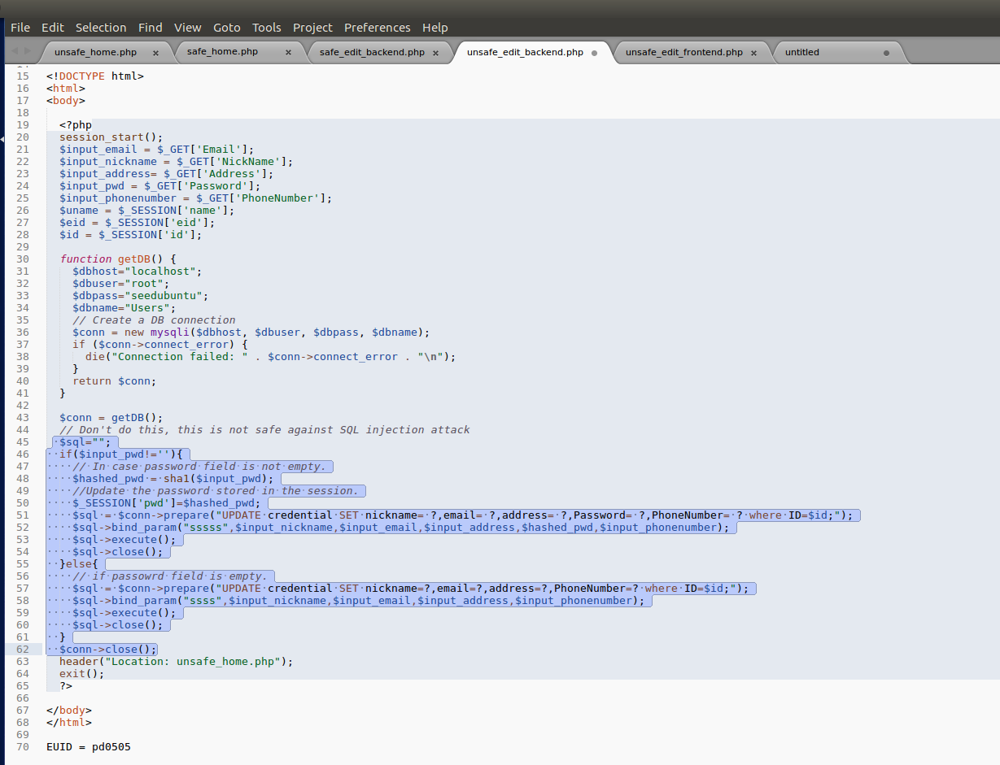 File Edit Selection Find View Goto Tools Project Preferences Help
unsafe_home.php × safe_home.php × safe_edit_backend.php × unsafe_edit_backend.php unsafe_edit_frontend.php × untitled
15 <!DOCTYPE html>
16 <html>
17 <body>
18
19 <?php
20 session_start();
21 $input_email = $_GET['Email'];
22 $input_nickname = $_GET['NickName'];
23 $input_address= $_GET['Address'];
24 $input_pwd = $_GET['Password'];
25 $input_phonenumber = $_GET['PhoneNumber'];
26 $uname = $_SESSION['name'];
27 $eid = $_SESSION['eid'];
28 $id = $_SESSION['id'];
29
30 function getDB() {
31 $dbhost="localhost";
32 $dbuser="root";
33 $dbpass="seedubuntu";
34 $dbname="Users";
35 // Create a DB connection
36 $conn = new mysqli($dbhost, $dbuser, $dbpass, $dbname);
37 if ($conn->connect_error) {
38 die("Connection failed: " . $conn->connect_error . "\n");
39 }
40 return $conn;
41 }
42
43 $conn = getDB();
44 // Don't do this, this is not safe against SQL injection attack
45 $sql="";
46 if($input_pwd!=''){
47 // In case password field is not empty.
48 $hashed_pwd = sha1($input_pwd);
49 //Update the password stored in the session.
50 $_SESSION['pwd']=$hashed_pwd;
51 $sql = $conn->prepare("UPDATE credential SET nickname= ?,email= ?,address= ?,Password= ?,PhoneNumber= ? where ID=$id;");
52 $sql->bind_param("sssss",$input_nickname,$input_email,$input_address,$hashed_pwd,$input_phonenumber);
53 $sql->execute();
54 $sql->close();
55 }else{
56 // if passowrd field is empty.
57 $sql = $conn->prepare("UPDATE credential SET nickname=?,email=?,address=?,PhoneNumber=? where ID=$id;");
58 $sql->bind_param("ssss",$input_nickname,$input_email,$input_address,$input_phonenumber);
59 $sql->execute();
60 $sql->close();
61 }
62 $conn->close();
63 header("Location: unsafe_home.php");
64 exit();
65 ?>
66
67 </body>
68 </html>
69
70 EUID = pd0505